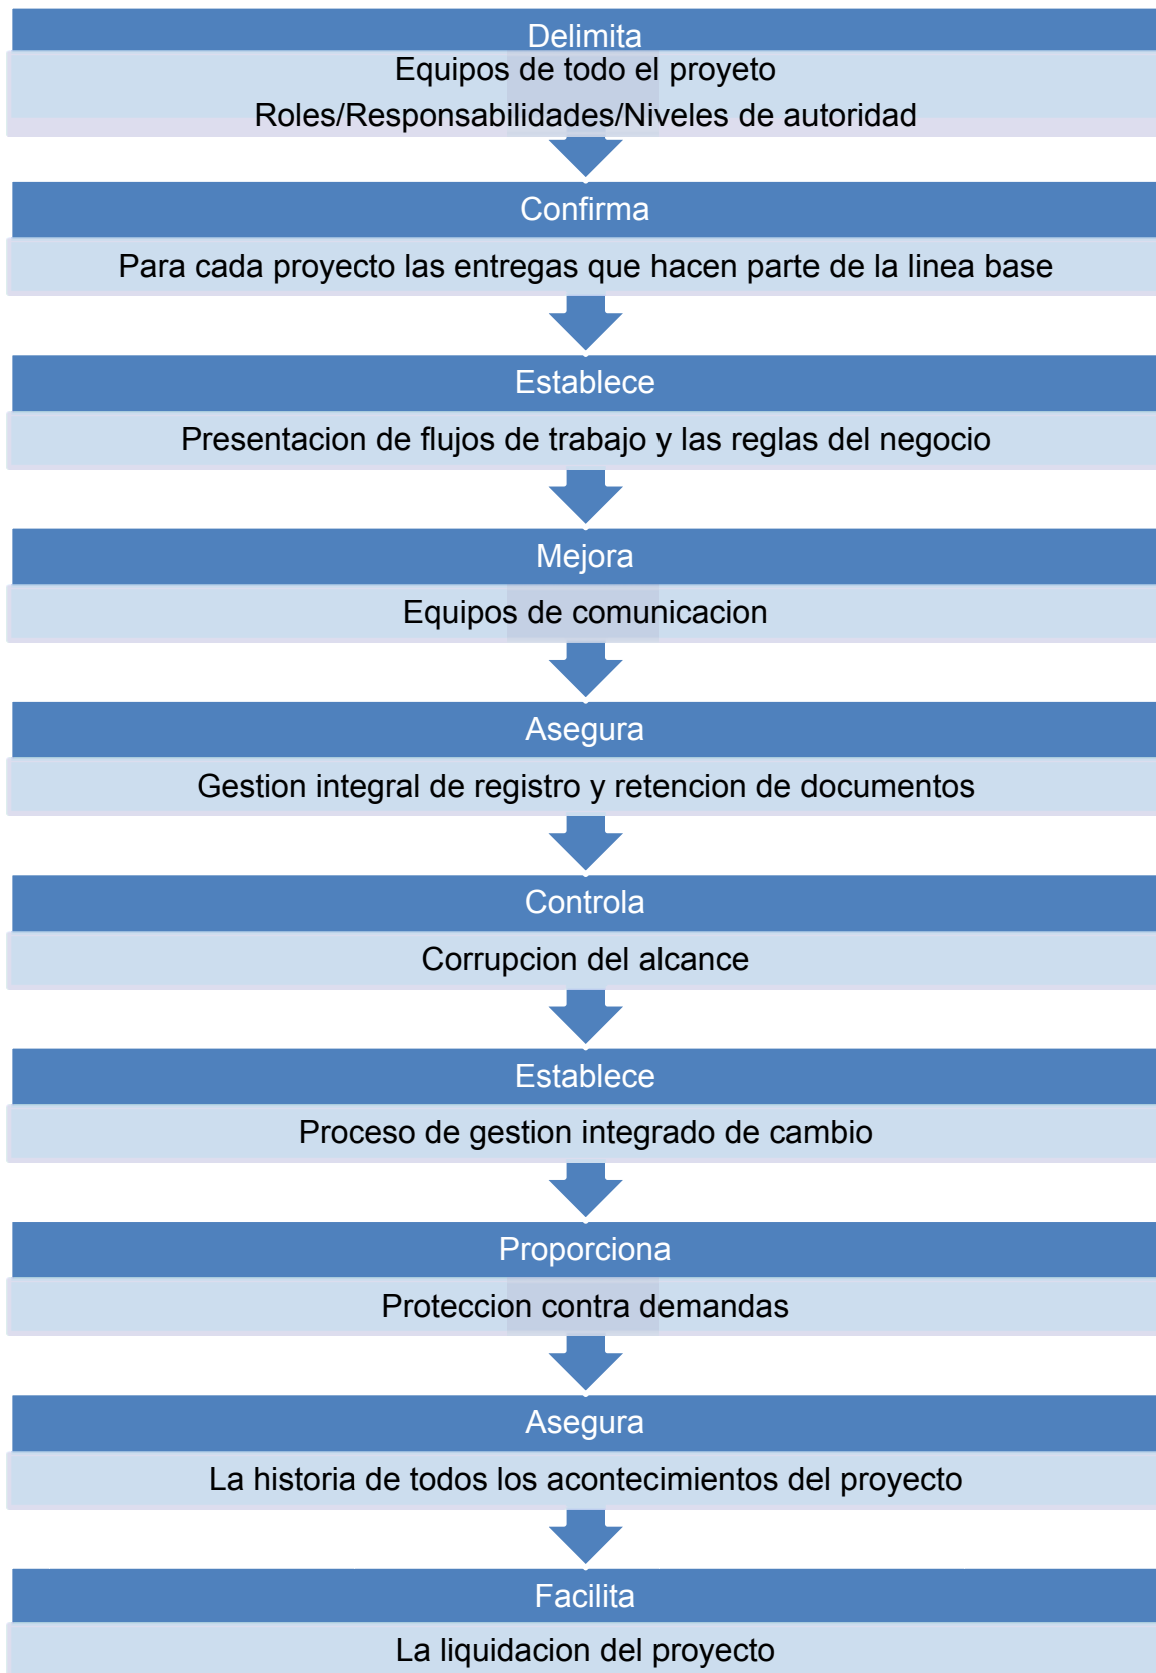 Delimita
Equipos de todo el proyeto
Roles/Responsabilidades/Niveles de autoridad
Confirma
Para cada proyecto las entregas que hacen parte de la linea base
Establece
Presentacion de flujos de trabajo y las reglas del negocio
Mejora
Equipos de comunicacion
Asegura
Gestion integral de registro y retencion de documentos
Controla
Corrupcion del alcance
Establece
Proceso de gestion integrado de cambio
Proporciona
Proteccion contra demandas
Asegura
La historia de todos los acontecimientos del proyecto
Facilita
La liquidacion del proyecto